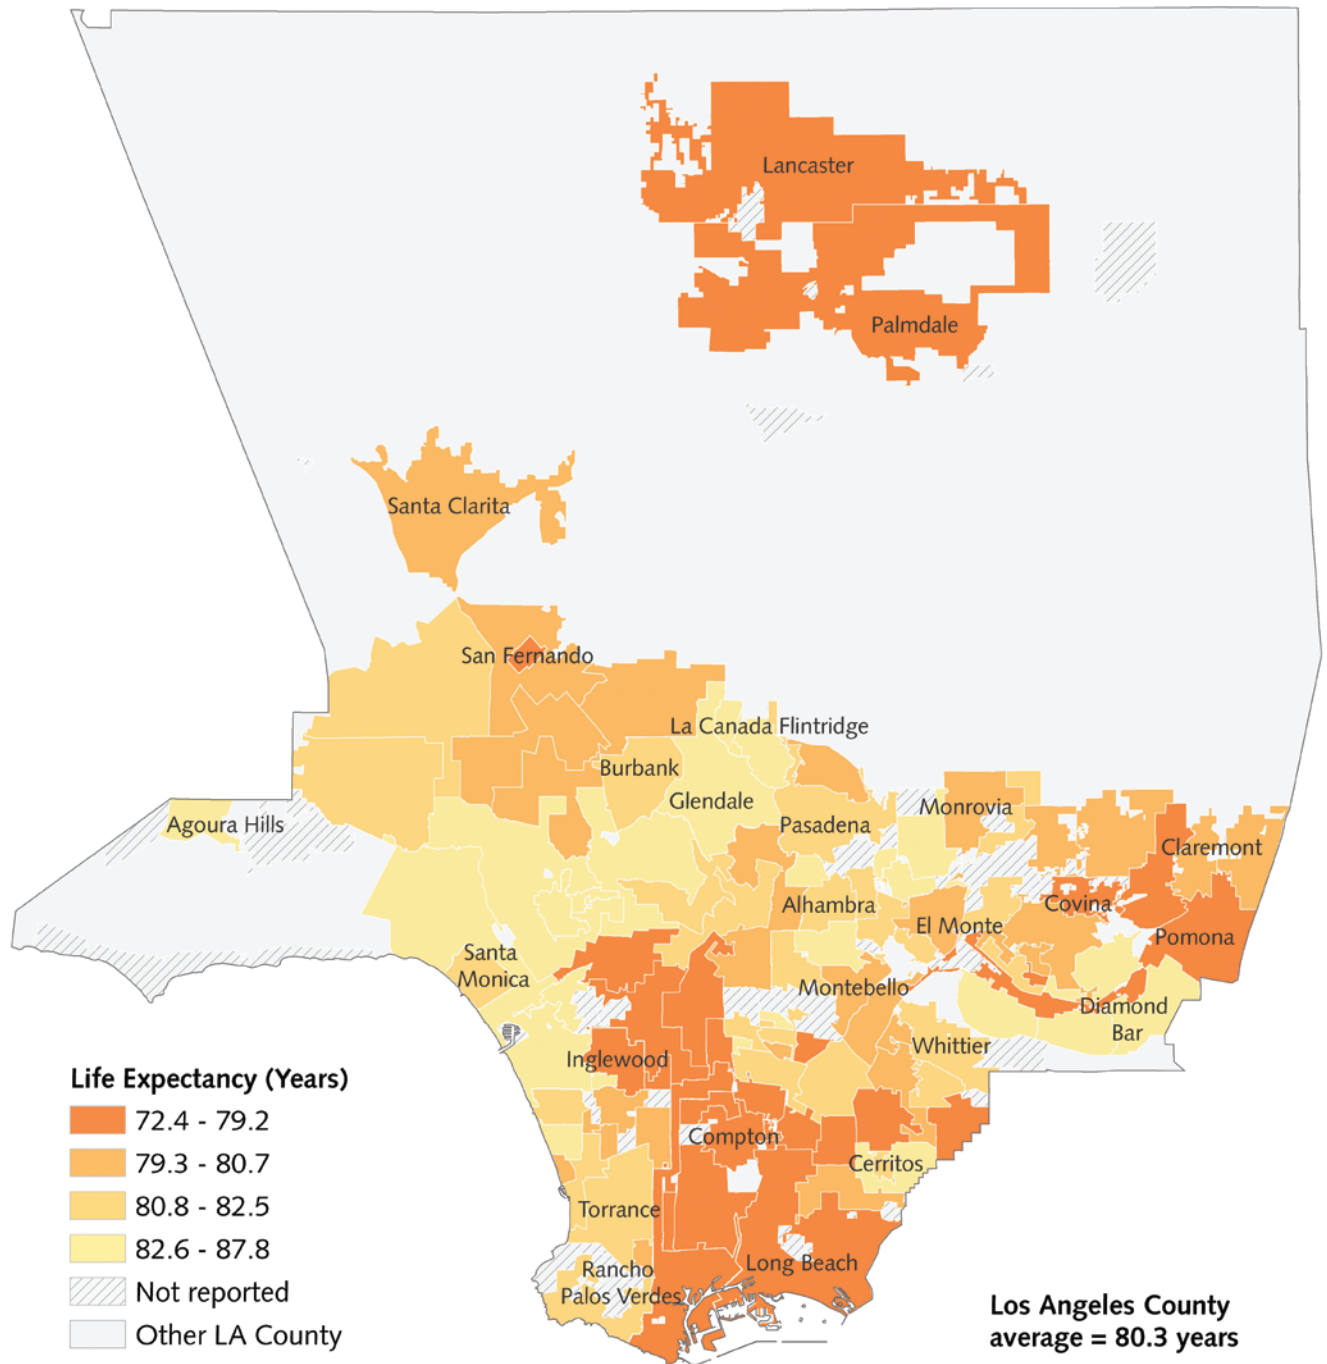 Lancaster
Palmdale
Santa Clarita
San Fernando
La Canada Flintridge
Burbank
Glendale
Monrovia
Agoura Hills
Pasadena
Claremont
Alhambra
Covina
El Monte
Pomona
Santa
Monica
Montebello
Diamond
Bar
Whittier
Inglewood
Compton
Cerritos
Torrance
Long Beach
Rancho
Palos Verdes
Life Expectancy (Years)
72.4 - 79.2
79.3 - 80.7
80.8 - 82.5
82.6 - 87.8
Not reported
Other LA County
Los Angeles County
average = 80.3 years